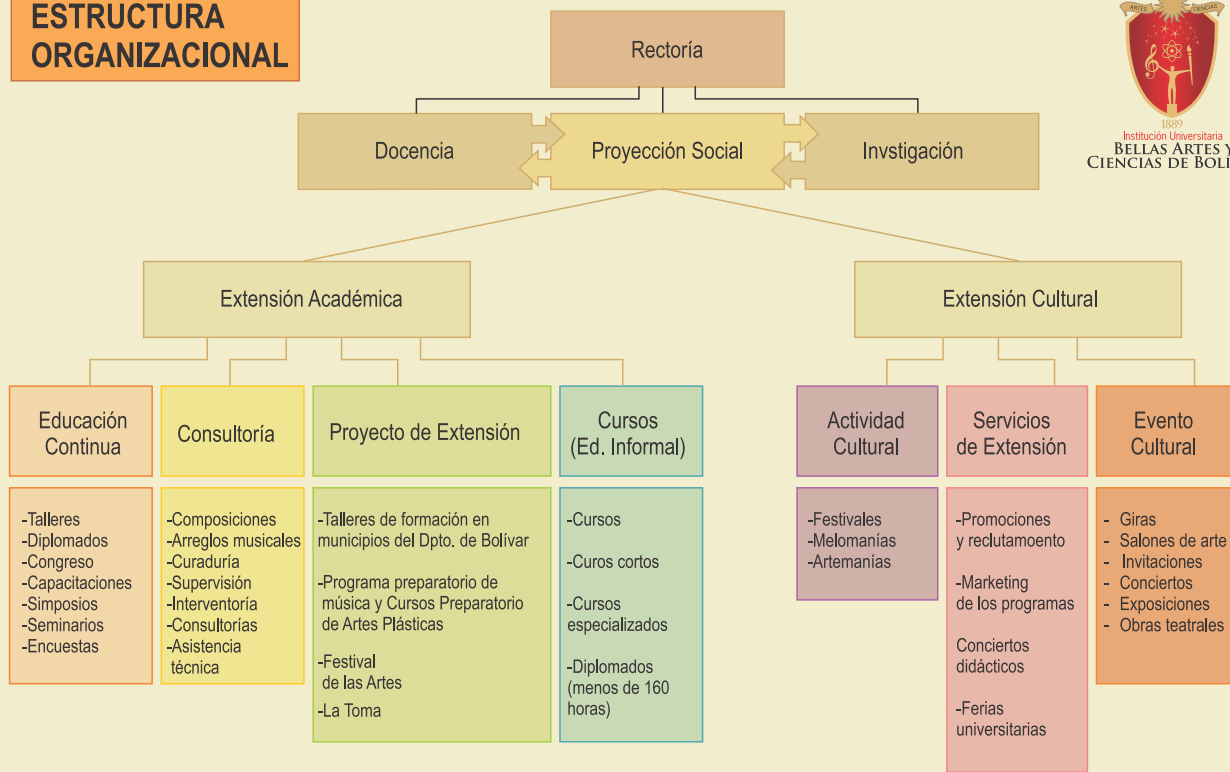 ESTRUCTURA
ORGANIZACIONAL
ARTES
CIENCIAS
1889
Institución Universitaria
BELLAS ARTES Y
CIENCIAS DE BOLÍ
Rectoría
Docencia
Proyección Social
Invstigación
Extensión Académica
Extensión Cultural
Educación
Continua
-Talleres
-Diplomados
-Congreso
-Capacitaciones
-Simposios
-Seminarios
-Encuestas
Consultoría
-Composiciones
-Arreglos musicales
-Curaduría
-Supervisión
-Interventoría
-Consultorías
-Asistencia
técnica
Proyecto de Extensión
-Talleres de formación en
municipios del Dpto. de Bolívar
-Programa preparatorio de
música y Cursos Preparatorio
de Artes Plásticas
-Festival
de las Artes
-La Toma
Cursos
(Ed. Informal)
-Cursos
-Curos cortos
-Cursos
especializados
-Diplomados
(menos de 160
horas)
Actividad
Cultural
-Festivales
-Melomanías
-Artemanías
Servicios
de Extensión
-Promociones
y reclutamoento
-Marketing
de los programas
Conciertos
didácticos
-Ferias
universitarias
Evento
Cultural
- Giras
- Salones de arte
- Invitaciones
- Conciertos
- Exposiciones
- Obras teatrales